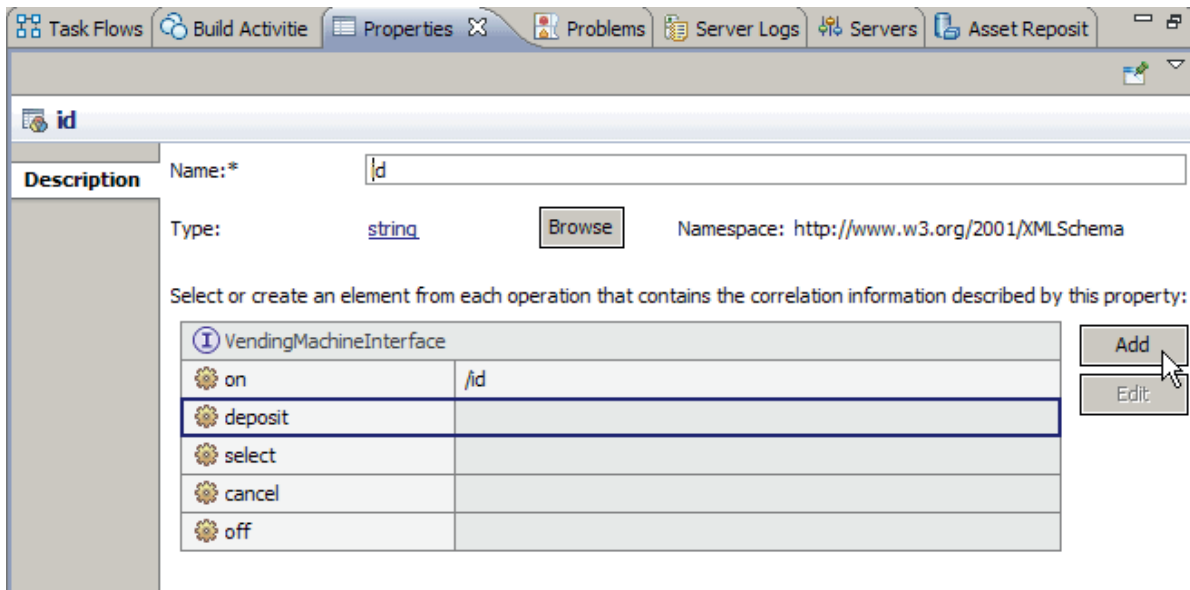 Task Flows Build Activitie Properties Problems Server Logs Servers Asset Reposit
id
Description
Name:* id
Type: string Browse Namespace: http://www.w3.org/2001/XMLSchema
Select or create an element from each operation that contains the correlation information described by this property:
I VendingMachineInterface Add
on /id
Edit
deposit
select
cancel
off